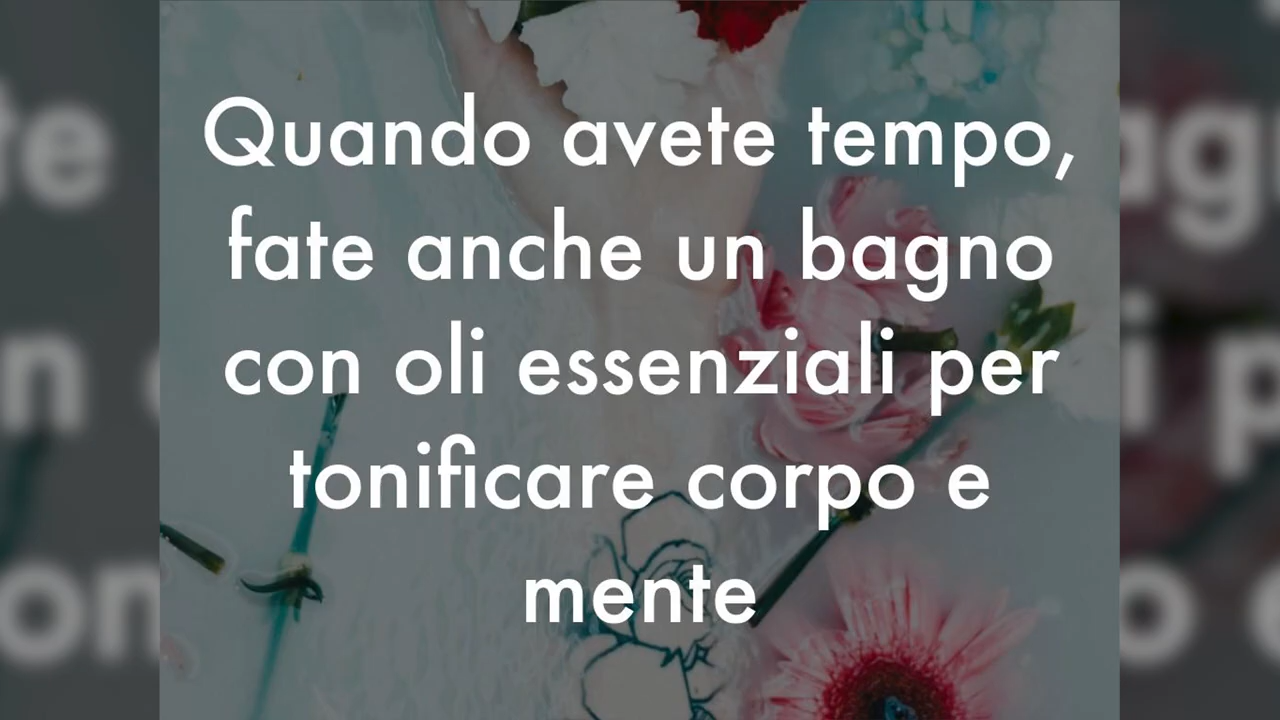 Quando avete tempo,
fate anche un bagno
con oli essenziali per
tonificare corpo e
mente